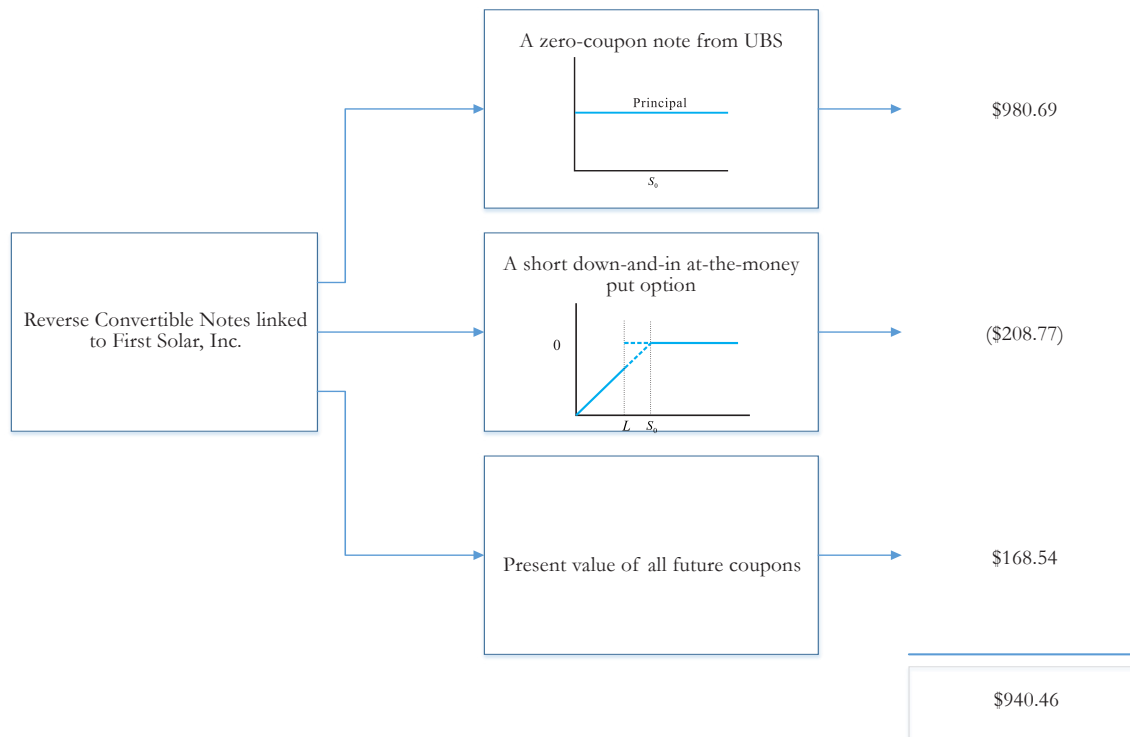 A zero-coupon note from UBS
Principal
S₀
$980.69
Reverse Convertible Notes linked
to First Solar, Inc.
A short down-and-in at-the-money
put option
0
L S₀
($208.77)
Present value of all future coupons
$168.54
$940.46